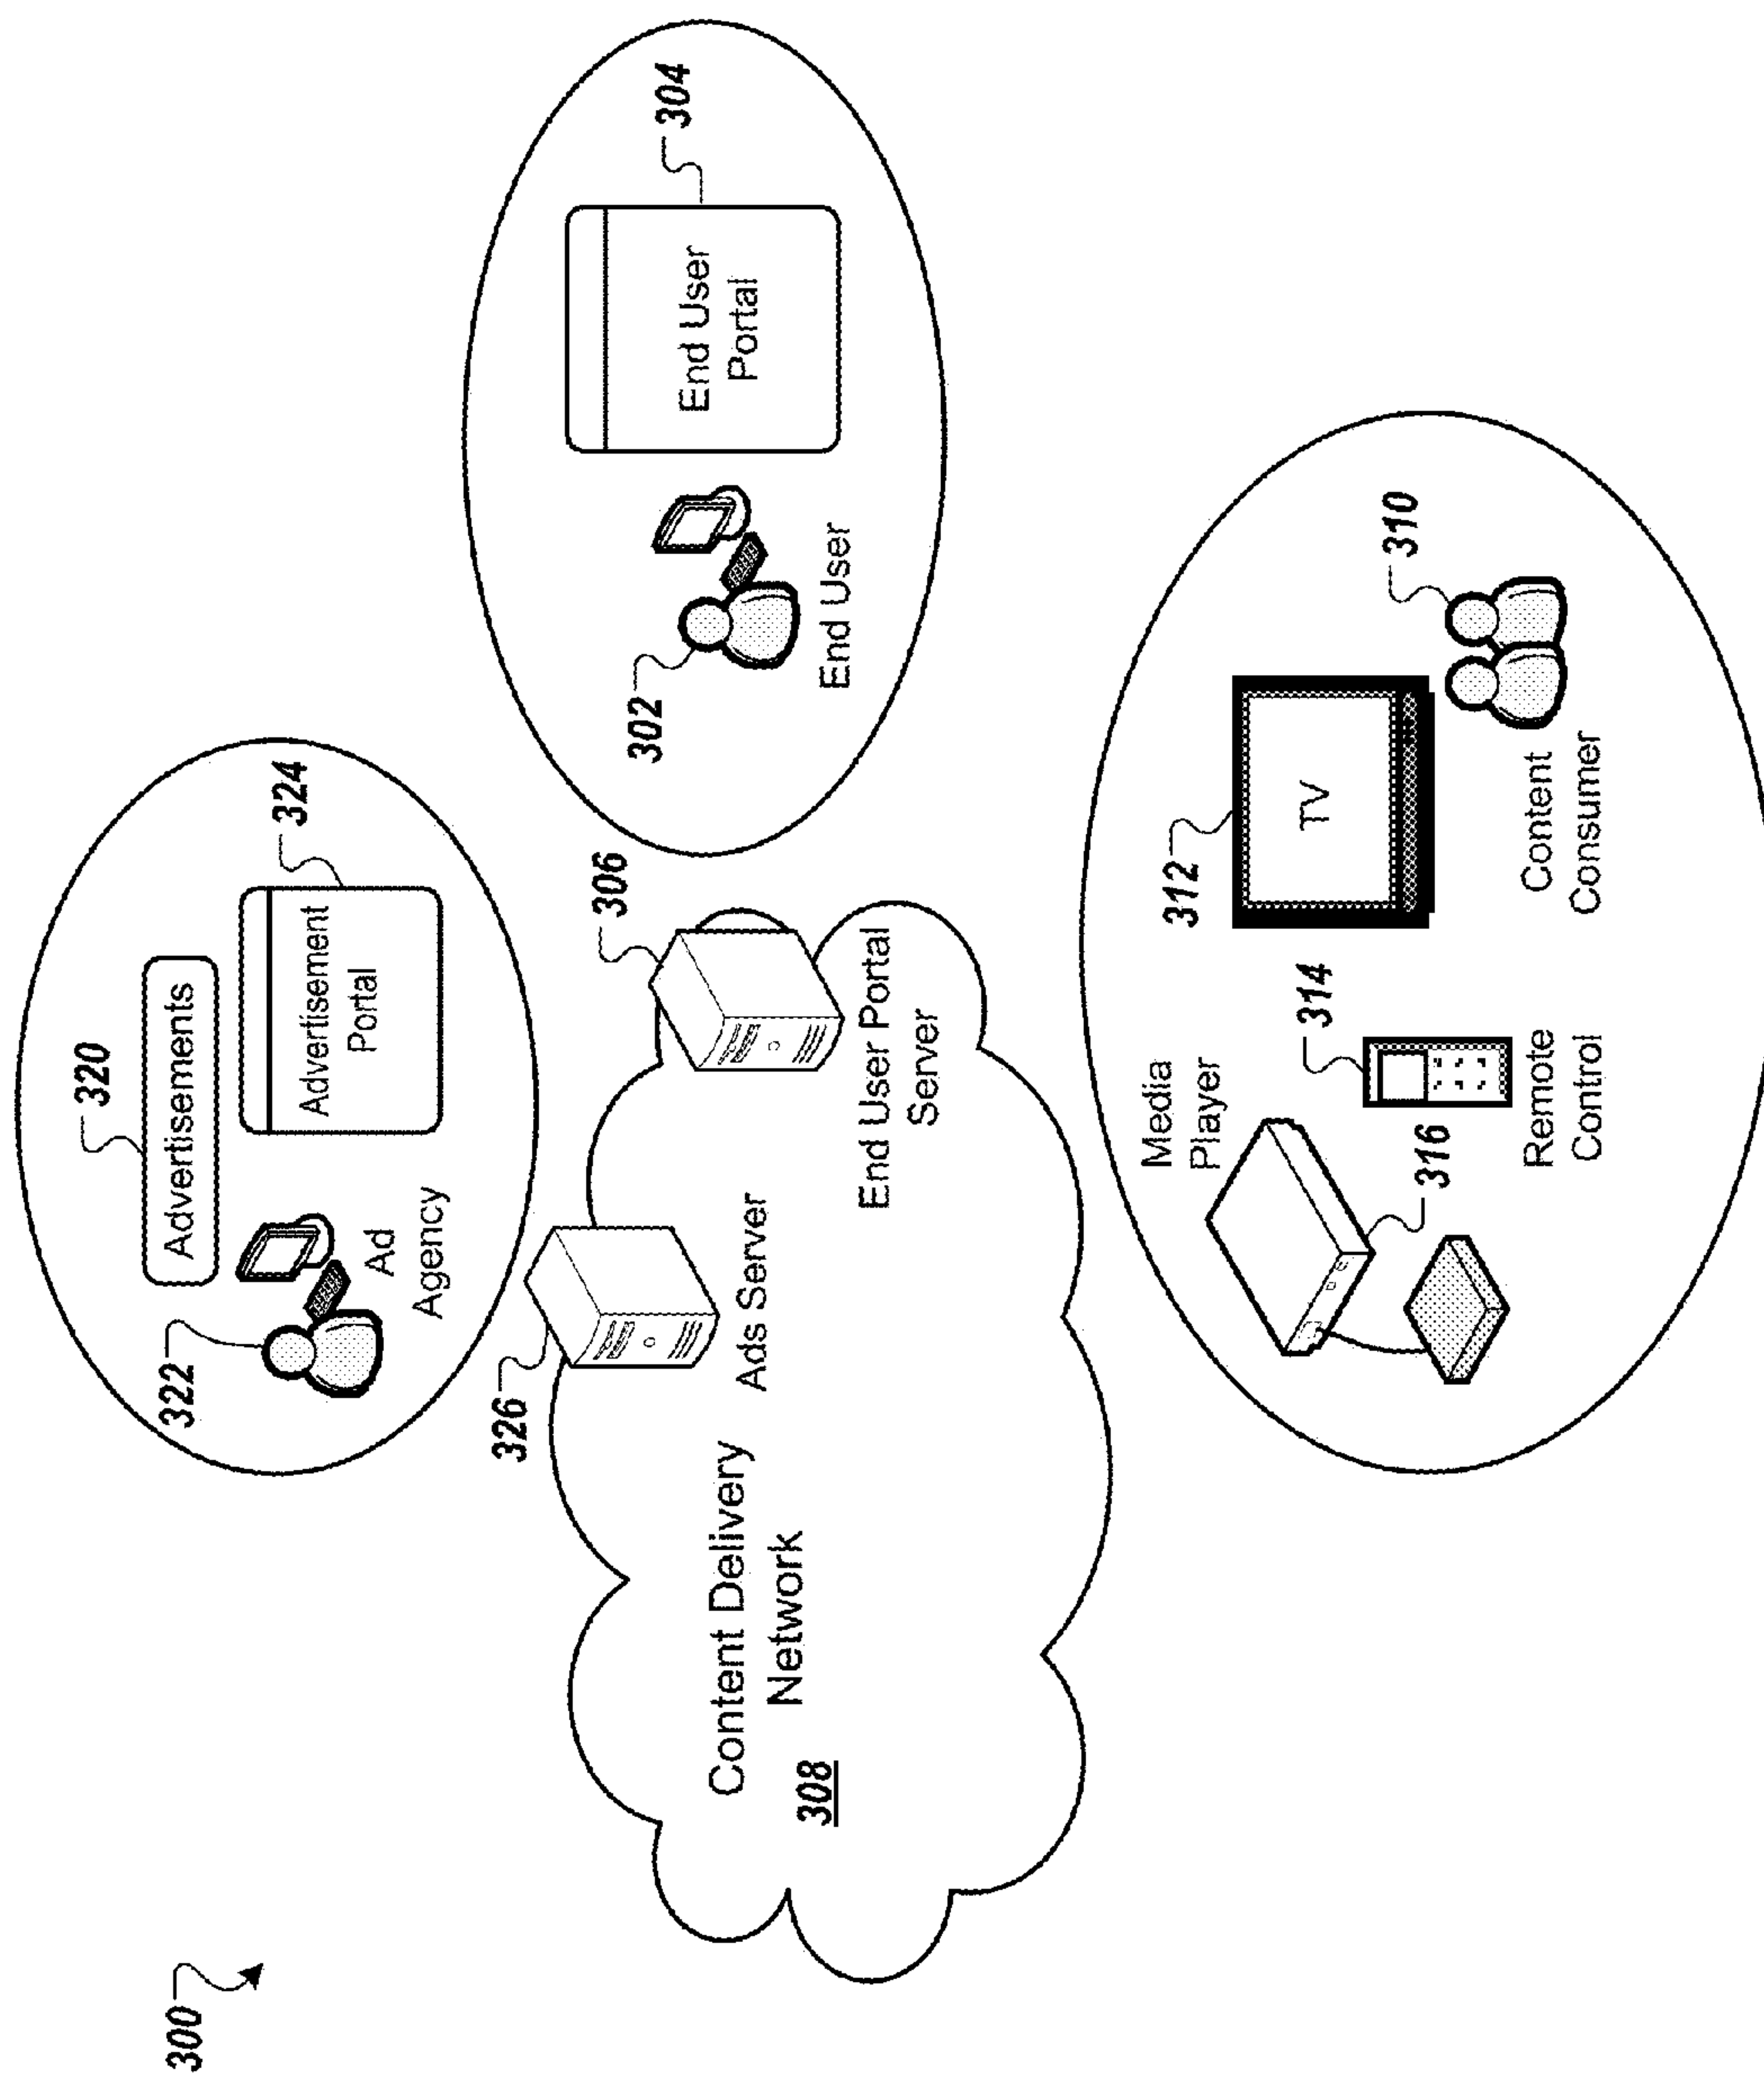 300
320
Advertisements
322
Advertisement
Portal
324
Ad
Agency
326
Ads Server
306
End User Portal
Server
Content Delivery
Network
308
302
End User
End User
Portal
304
Media
Player
316
314
Remote
Control
312
TV
310
Content
Consumer